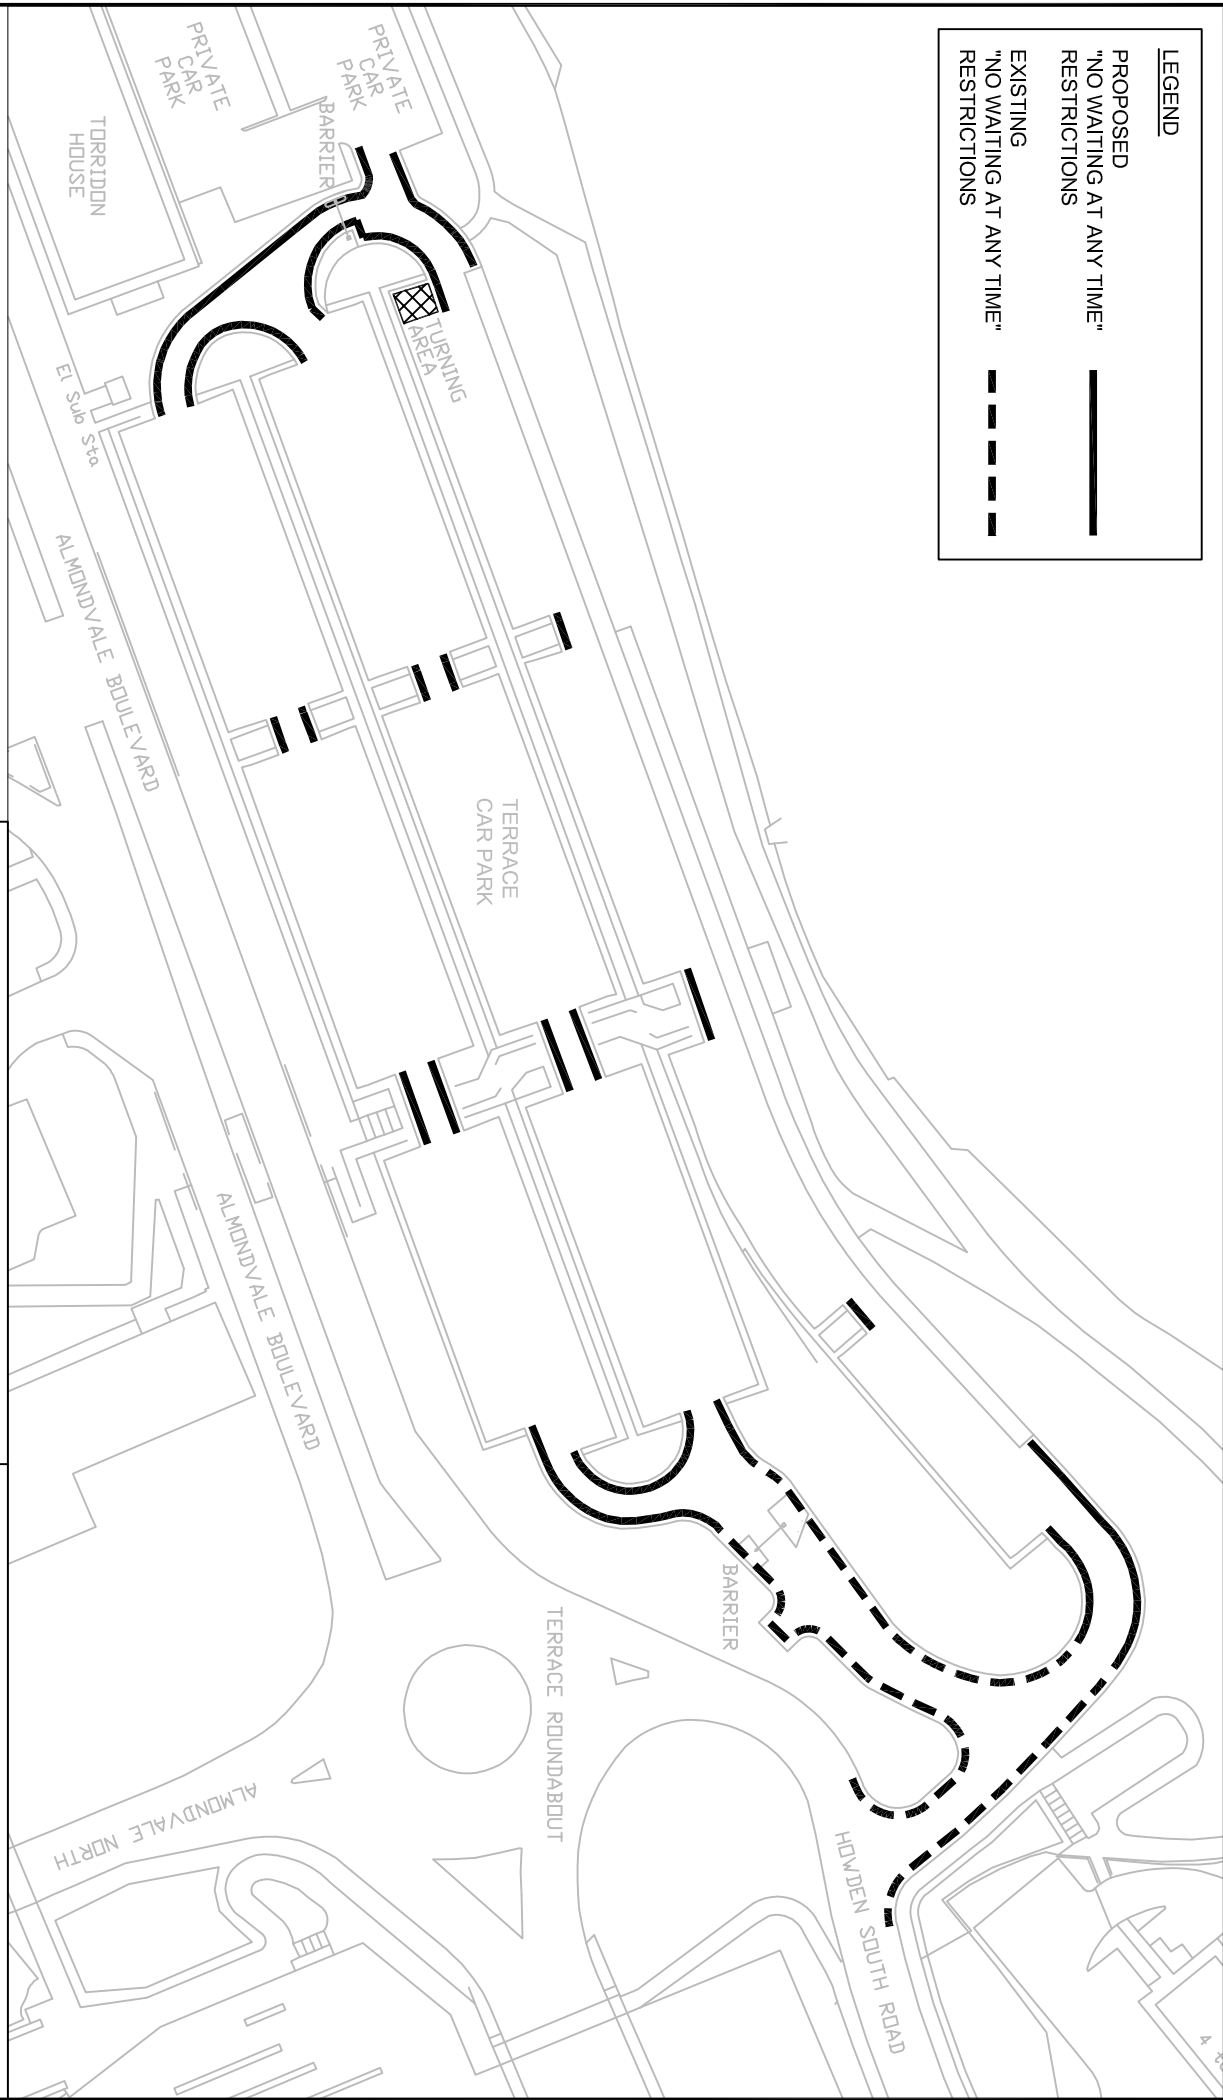 LEGEND
PROPOSED
"NO WAITING AT ANY TIME"
RESTRICTIONS
EXISTING
"NO WAITING AT ANY TIME"
RESTRICTIONS
PRIVATE
CAR
PARK
PRIVATE
CAR
PARK
BARRIER
TORRIDON
HOUSE
TURNING
AREA
El Sub Sta
ALMONDVALE BOULEVARD
TERRACE
CAR PARK
ALMONDVALE BOULEVARD
BARRIER
TERRACE ROUNDABOUT
ALMONDVALE NORTH
HOWDEN SOUTH ROAD
4